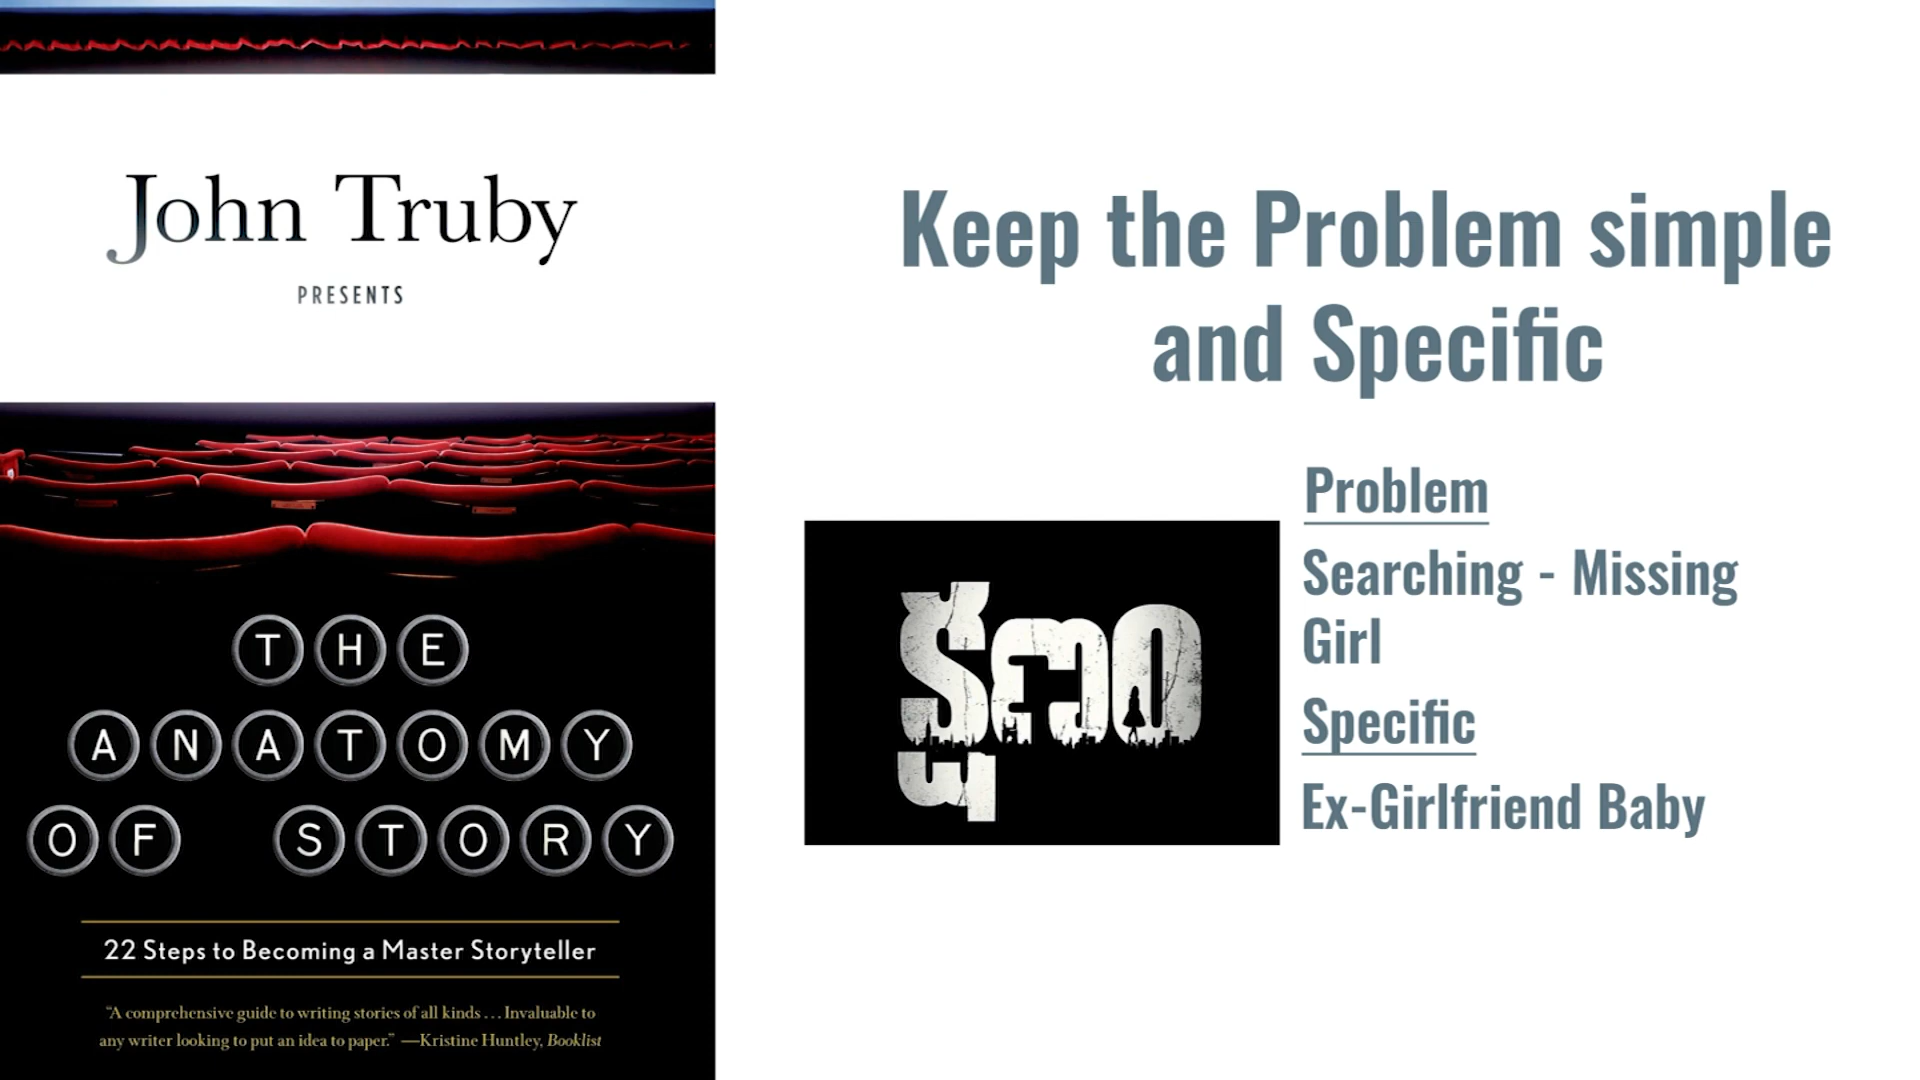 John Truby
PRESENTS
THE
ANATOMY
OF STORY
22 Steps to Becoming a Master Storyteller
“A comprehensive guide to writing stories of all kinds . . . Invaluable to
any writer looking to put an idea to paper.” —Kristine Huntley, Booklist
Keep the Problem simple
and Specific
క్షణం
Problem
Searching - Missing
Girl
Specific
Ex-Girlfriend Baby